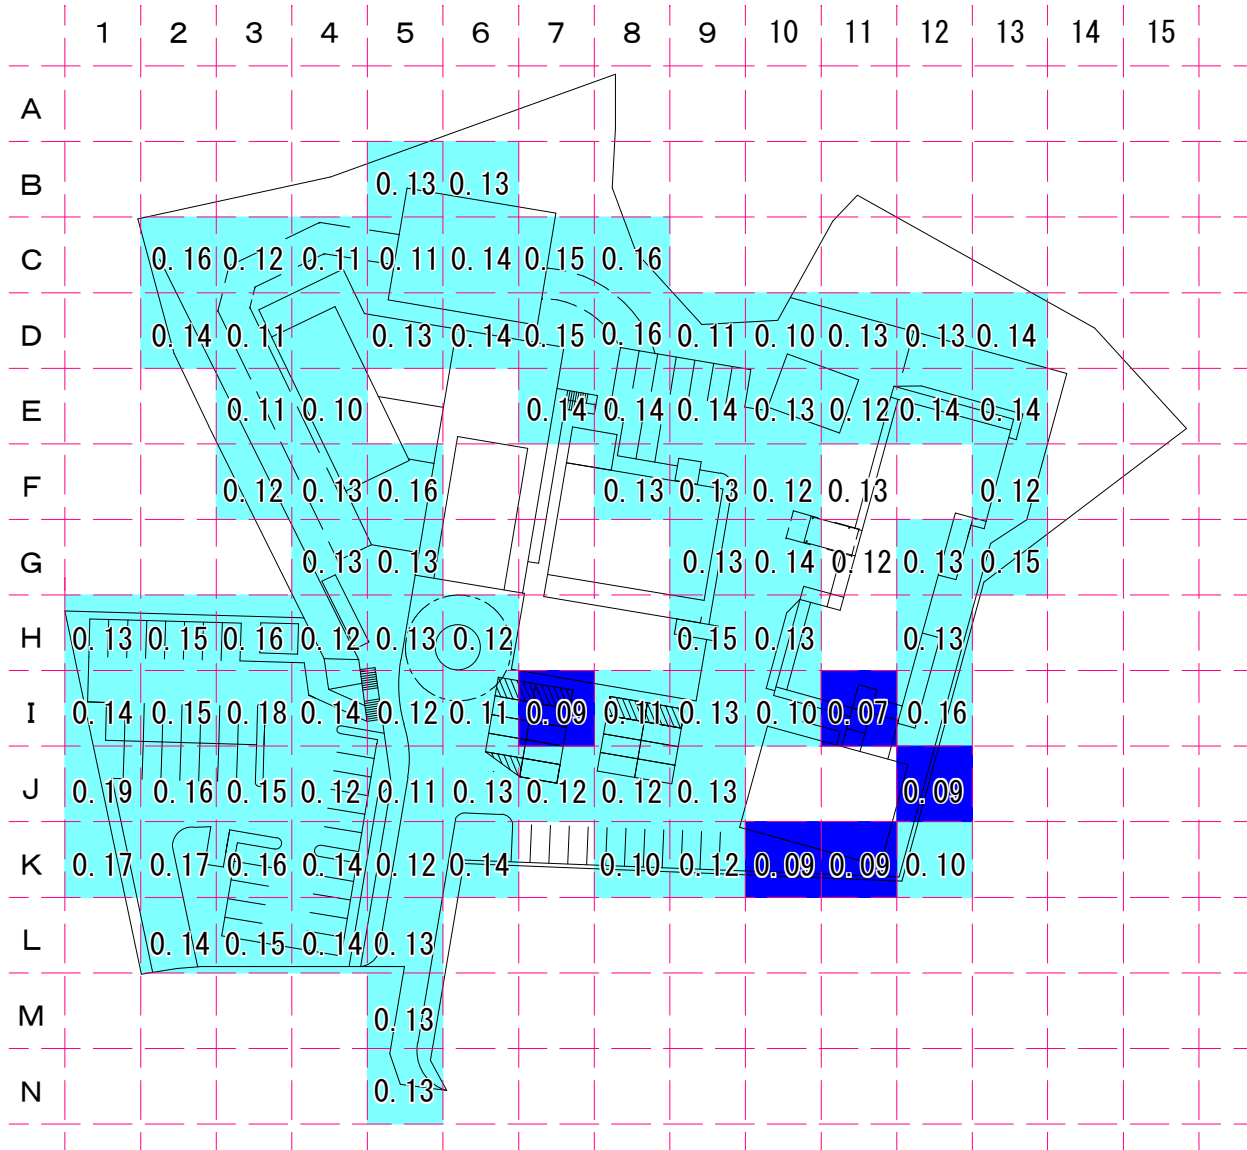 1 2 3 4 5 6 7 8 9 10 11 12 13 14 15
A
B 0.13 0.13
C 0.16 0.12 0.11 0.11 0.14 0.15 0.16
D 0.14 0.11 0.13 0.14 0.15 0.16 0.11 0.10 0.13 0.13 0.14
E 0.11 0.10 0.14 0.14 0.14 0.13 0.12 0.14 0.14
F 0.12 0.13 0.16 0.13 0.13 0.12 0.13 0.12
G 0.13 0.13 0.13 0.14 0.12 0.13 0.15
H 0.13 0.15 0.16 0.12 0.13 0.12 0.15 0.13 0.13
I 0.14 0.15 0.18 0.14 0.12 0.11 0.09 0.11 0.13 0.10 0.07 0.16
J 0.19 0.16 0.15 0.12 0.11 0.13 0.12 0.12 0.13 0.09
K 0.17 0.17 0.16 0.14 0.12 0.14 0.10 0.12 0.09 0.09 0.10
L 0.14 0.15 0.14 0.13
M 0.13
N 0.13